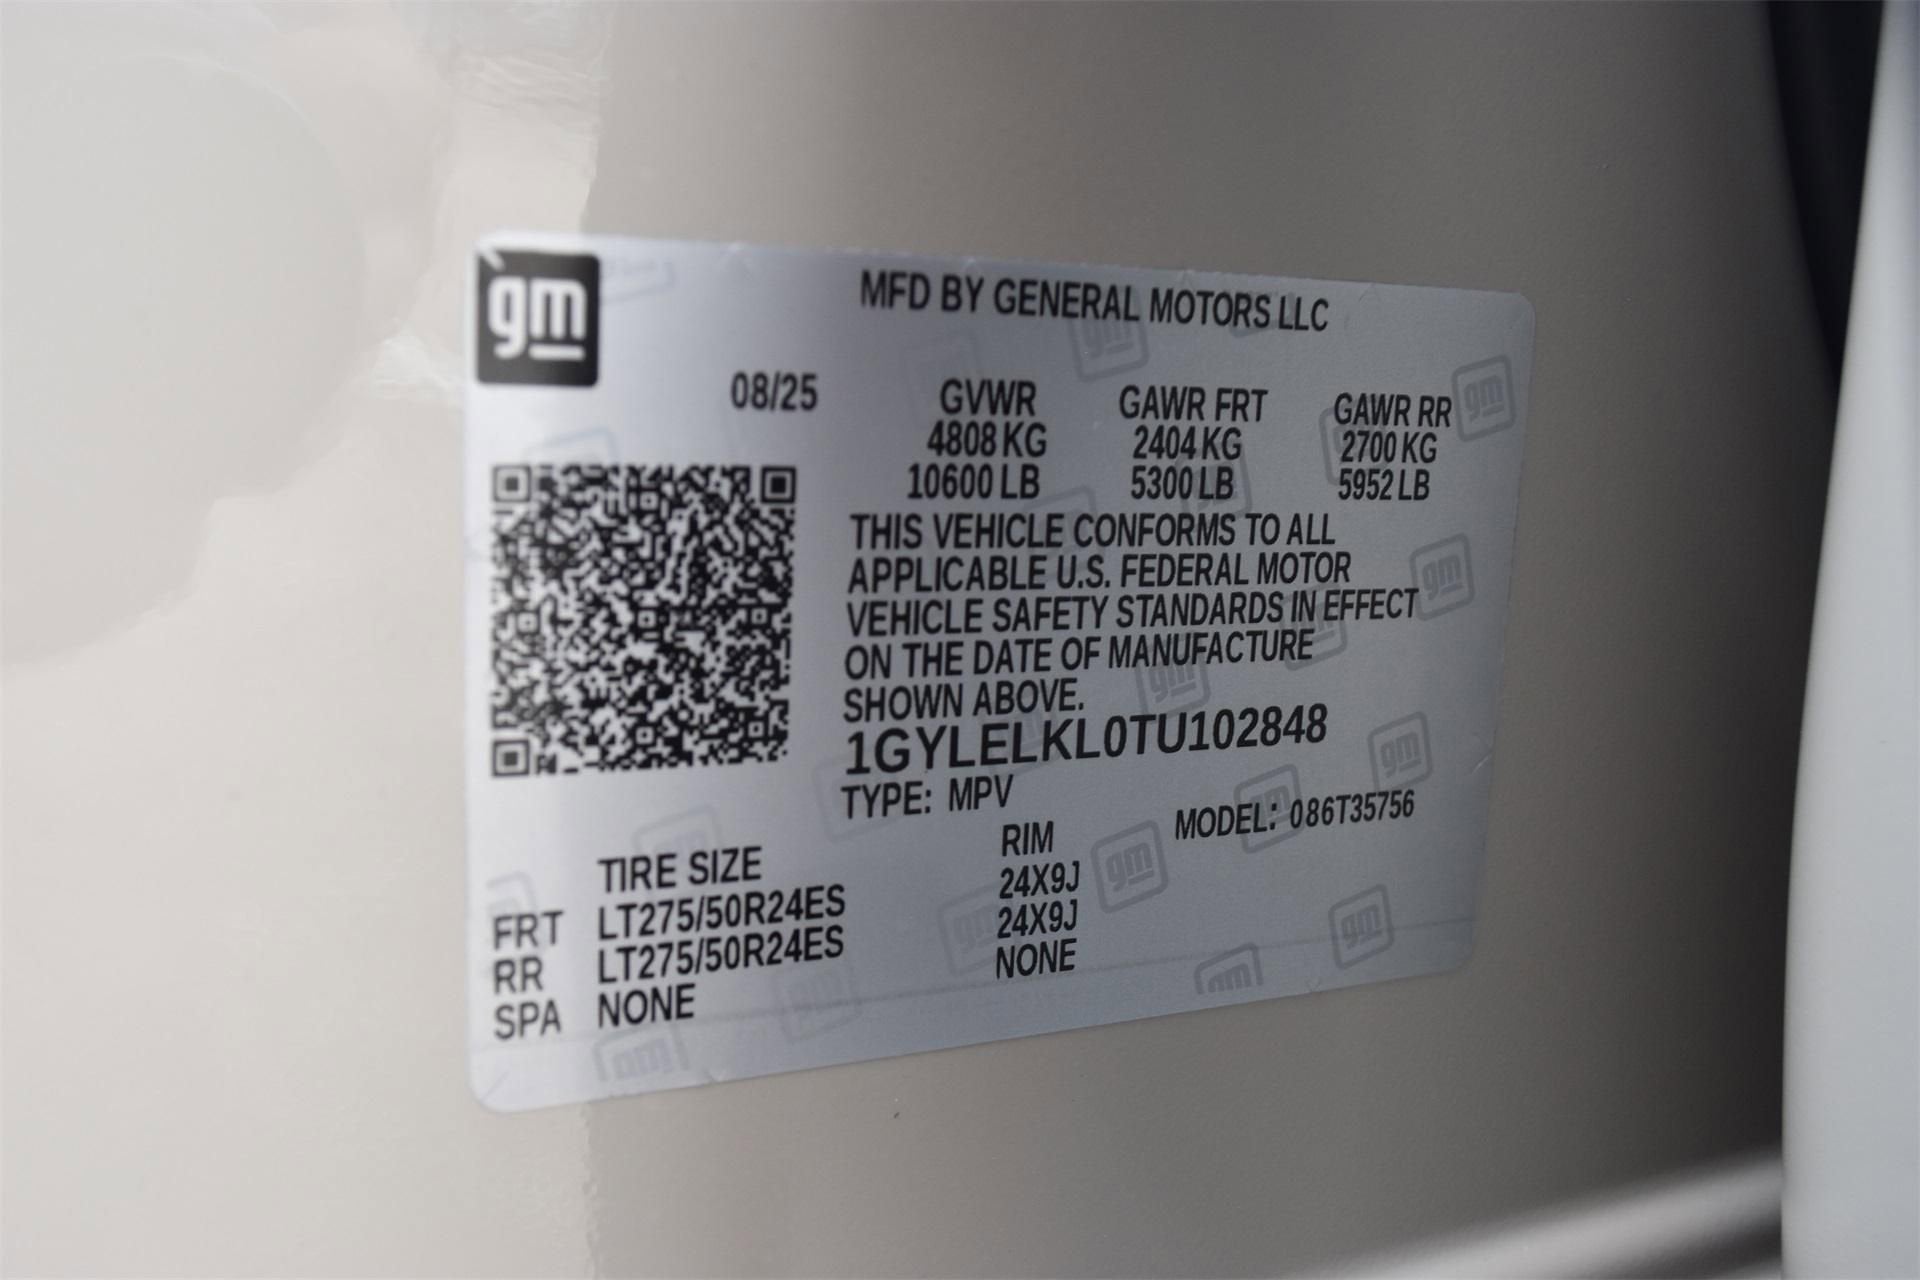 gm
MFD BY GENERAL MOTORS LLC
08/25 GVWR GAWR FRT GAWR RR
4808 KG 2404 KG 2700 KG
10600 LB 5300 LB 5952 LB
THIS VEHICLE CONFORMS TO ALL
APPLICABLE U.S. FEDERAL MOTOR
VEHICLE SAFETY STANDARDS IN EFFECT
ON THE DATE OF MANUFACTURE
SHOWN ABOVE.
1GYLELKL0TU102848
TYPE: MPV
MODEL: 086T35756
TIRE SIZE RIM
FRT LT275/50R24ES 24X9J
RR LT275/50R24ES 24X9J
SPA NONE NONE